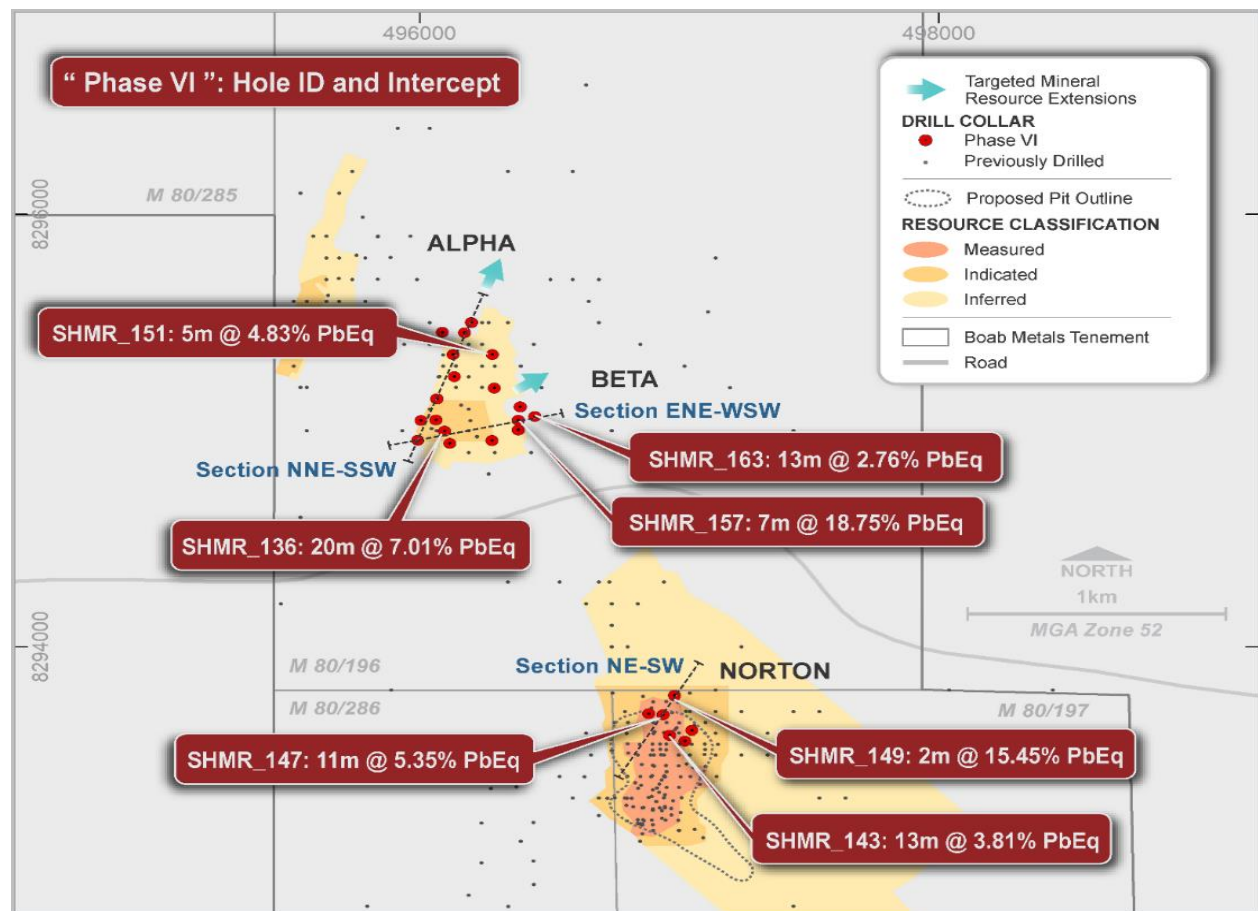 496000
498000
“ Phase VI ”: Hole ID and Intercept
Targeted Mineral
Resource Extensions
DRILL COLLAR
Phase VI
Previously Drilled
Proposed Pit Outline
RESOURCE CLASSIFICATION
Measured
Indicated
Inferred
Boab Metals Tenement
Road
M 80/285
8296000
ALPHA
SHMR_151: 5m @ 4.83% PbEq
BETA
Section ENE-WSW
Section NNE-SSW
SHMR_163: 13m @ 2.76% PbEq
SHMR_157: 7m @ 18.75% PbEq
SHMR_136: 20m @ 7.01% PbEq
NORTH
1km
MGA Zone 52
8294000
M 80/196
Section NE-SW
NORTON
M 80/286
M 80/197
SHMR_147: 11m @ 5.35% PbEq
SHMR_149: 2m @ 15.45% PbEq
SHMR_143: 13m @ 3.81% PbEq